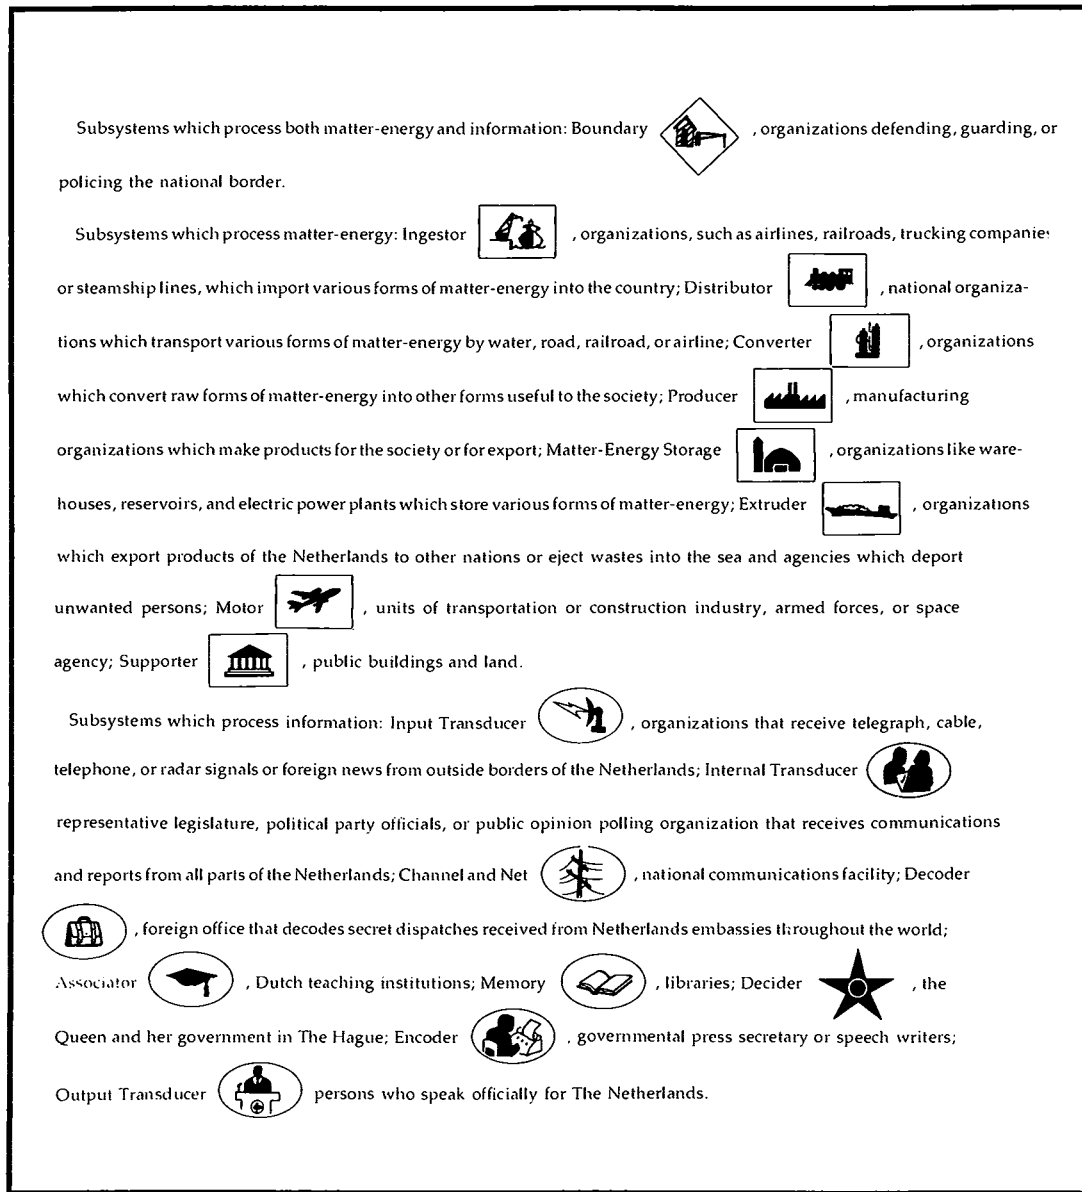 Subsystems which process both matter-energy and information: Boundary , organizations defending, guarding, or
policing the national border.
Subsystems which process matter-energy: Ingestor , organizations, such as airlines, railroads, trucking companies
or steamship lines, which import various forms of matter-energy into the country; Distributor , national organiza-
tions which transport various forms of matter-energy by water, road, railroad, or airline; Converter , organizations
which convert raw forms of matter-energy into other forms useful to the society; Producer , manufacturing
organizations which make products for the society or for export; Matter-Energy Storage , organizations like ware-
houses, reservoirs, and electric power plants which store various forms of matter-energy; Extruder , organizations
which export products of the Netherlands to other nations or eject wastes into the sea and agencies which deport
unwanted persons; Motor , units of transportation or construction industry, armed forces, or space
agency; Supporter , public buildings and land.
Subsystems which process information: Input Transducer , organizations that receive telegraph, cable,
telephone, or radar signals or foreign news from outside borders of the Netherlands; Internal Transducer
representative legislature, political party officials, or public opinion polling organization that receives communications
and reports from all parts of the Netherlands; Channel and Net , national communications facility; Decoder
, foreign office that decodes secret dispatches received from Netherlands embassies throughout the world;
Associator , Dutch teaching institutions; Memory , libraries; Decider , the
Queen and her government in The Hague; Encoder , governmental press secretary or speech writers;
Output Transducer persons who speak officially for The Netherlands.